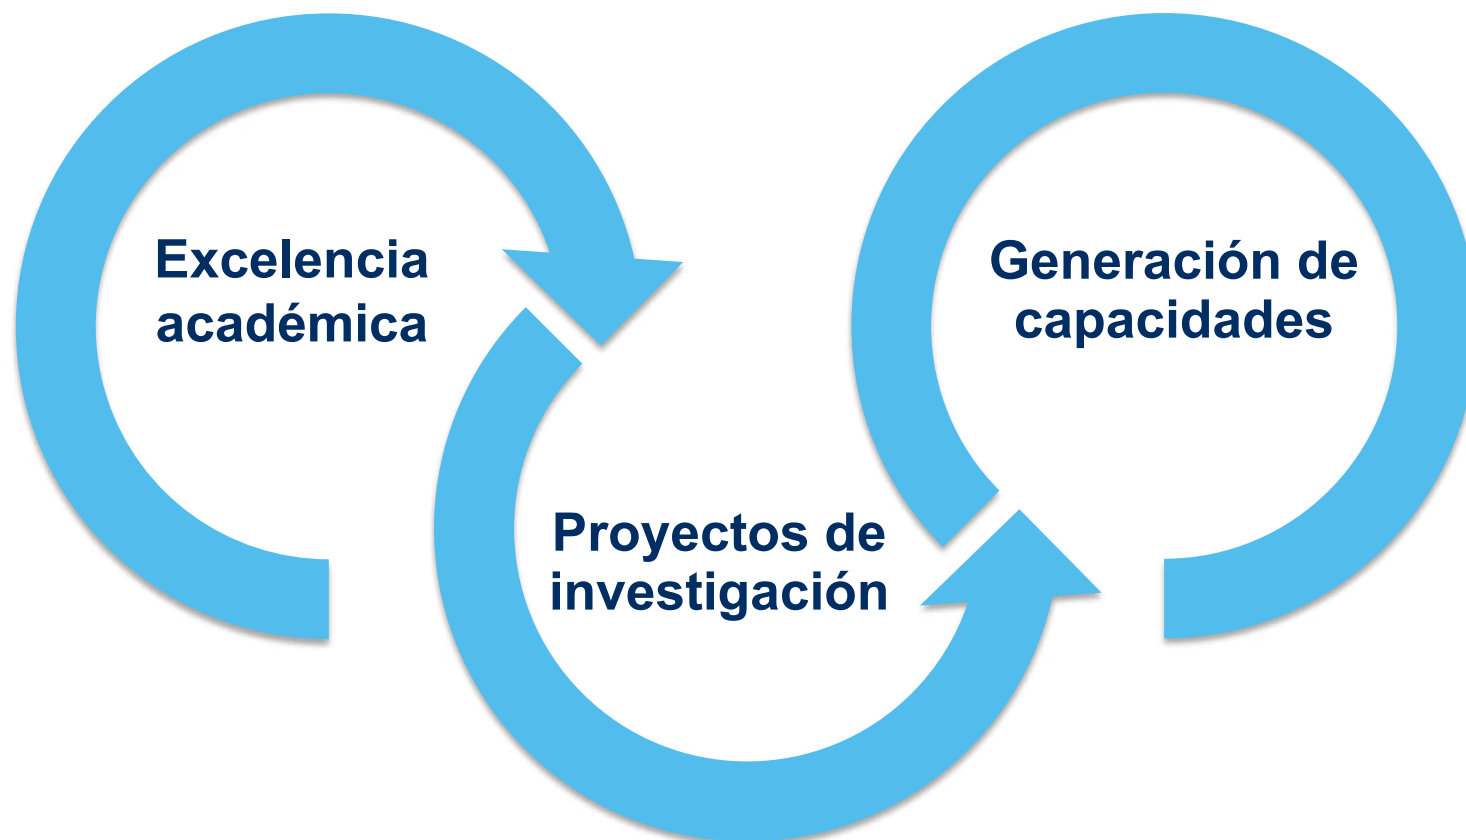 Excelencia
académica
Proyectos de
investigación
Generación de
capacidades